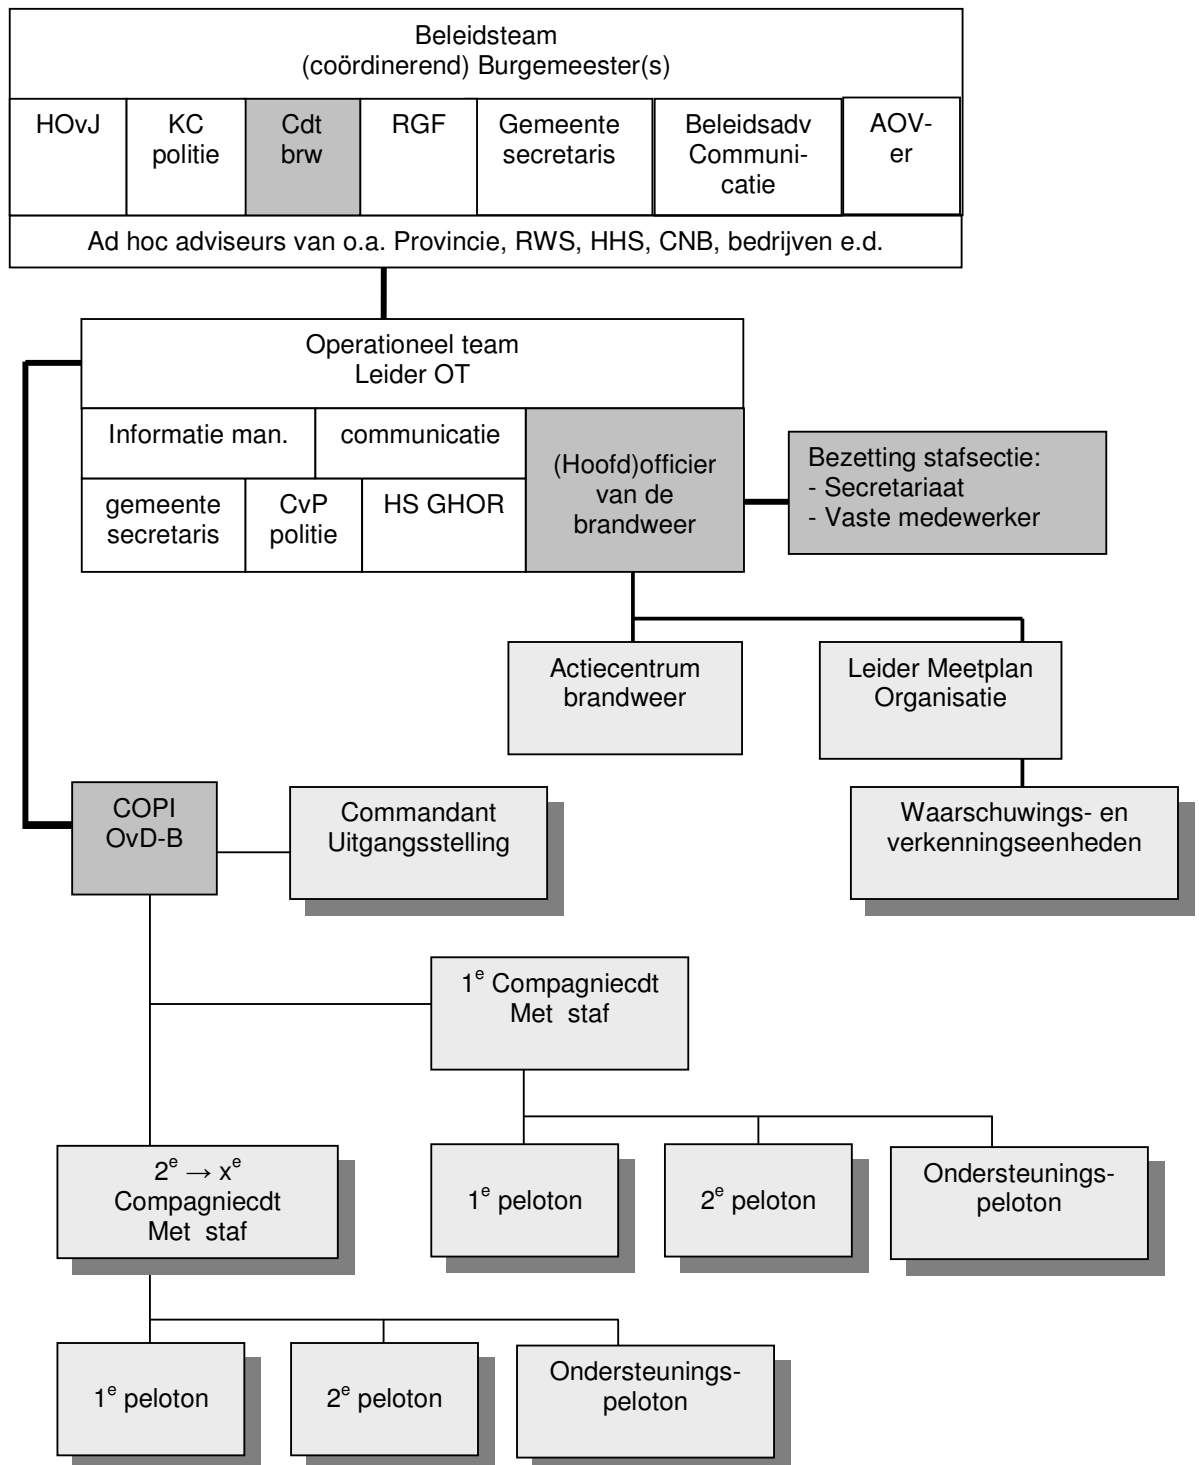 Beleidsteam
(coördinerend) Burgemeester(s)
HOvJ
KC
politie
Cdt
brw
RGF
Gemeente
secretaris
Beleidsadv
Communi-
catie
AOV-
er
Ad hoc adviseurs van o.a. Provincie, RWS, HHS, CNB, bedrijven e.d.
Operationeel team
Leider OT
Informatie man.
communicatie
gemeente
secretaris
CvP
politie
HS GHOR
(Hoofd)officier
van de
brandweer
Bezetting stafsectie:
- Secretariaat
- Vaste medewerker
Actiecentrum
brandweer
Leider Meetplan
Organisatie
COPI
OvD-B
Commandant
Uitgangsstelling
Waarschuwings- en
verkenningseenheden
1e Compagniecdt
Met staf
2e → xe
Compagniecdt
Met staf
1e peloton
2e peloton
Ondersteunings-
peloton
1e peloton
2e peloton
Ondersteunings-
peloton